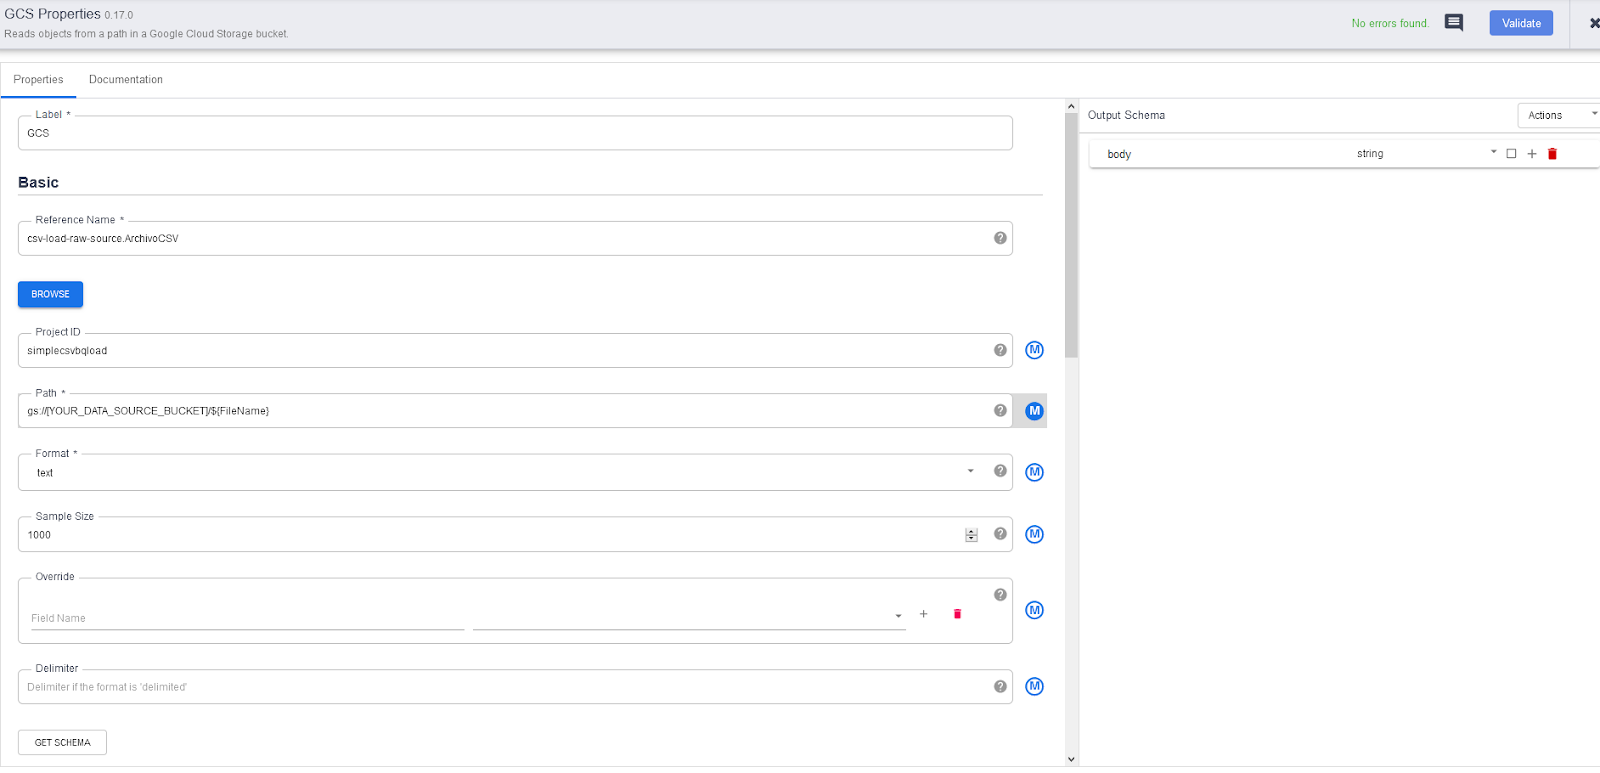 GCS Properties 0.17.0
Reads objects from a path in a Google Cloud Storage bucket.
No errors found.
Validate
Properties
Documentation
Label *
GCS
Basic
Reference Name *
csv-load-raw-source.ArchivoCSV
BROWSE
Project ID
simplecsvbqload
M
Path *
gs://[YOUR_DATA_SOURCE_BUCKET]/${FileName}
M
Format *
text
M
Sample Size
1000
M
Override
Field Name
M
Delimiter
Delimiter if the format is 'delimited'
M
GET SCHEMA
Output Schema
Actions
body
string